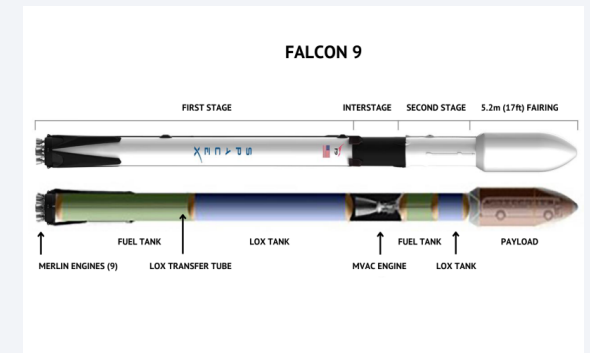 FALCON 9
FIRST STAGE
INTERSTAGE
SECOND STAGE
5.2m (17ft) FAIRING
SPACEX
FUEL TANK
LOX TANK
FUEL TANK
PAYLOAD
MERLIN ENGINES (9)
LOX TRANSFER TUBE
MVAC ENGINE
LOX TANK